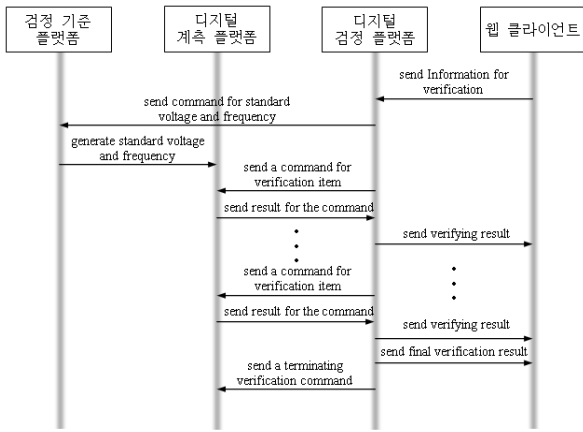 검정 기준
플랫폼
디지털
계측 플랫폼
디지털
검정 플랫폼
웹 클라이언트
send Information for
verification
send command for standard
voltage and frequency
generate standard voltage
and frequency
send a command for
verification item
send result for the command
send verifying result
send a command for
verification item
send result for the command
send verifying result
send final verification result
send a terminating
verification command